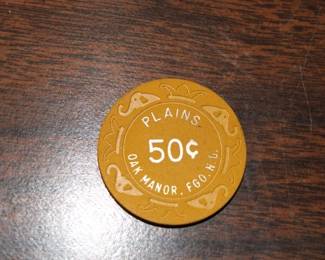 PLAINS
50¢
OAK MANOR, FGO. N.D.